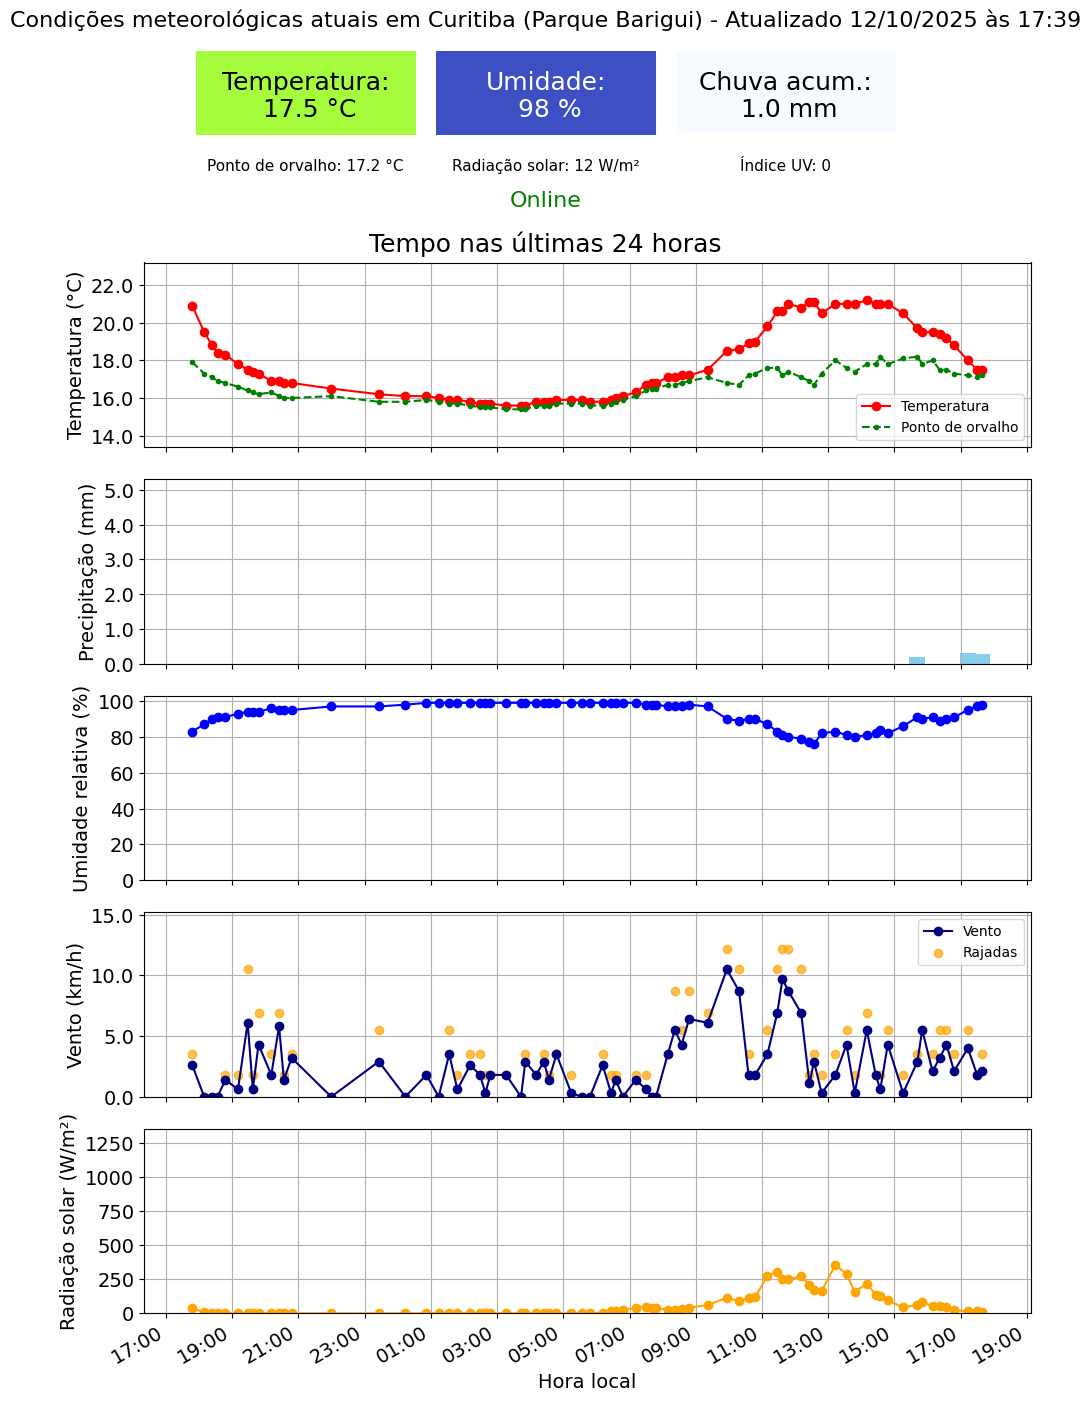 Condições meteorológicas atuais em Curitiba (Parque Barigui) - Atualizado 12/10/2025 às 17:39
Temperatura:
17.5 °C
Umidade:
98 %
Chuva acum.:
1.0 mm
Ponto de orvalho: 17.2 °C
Radiação solar: 12 W/m²
Índice UV: 0
Online
Tempo nas últimas 24 horas
Temperatura (°C)
22.0
20.0
18.0
16.0
14.0
Temperatura
Ponto de orvalho
Precipitação (mm)
5.0
4.0
3.0
2.0
1.0
0.0
Umidade relativa (%)
100
80
60
40
20
0
Vento (km/h)
15.0
10.0
5.0
0.0
Vento
Rajadas
Radiação solar (W/m²)
1250
1000
750
500
250
0
17:00
19:00
21:00
23:00
01:00
03:00
05:00
07:00
09:00
11:00
13:00
15:00
17:00
19:00
Hora local